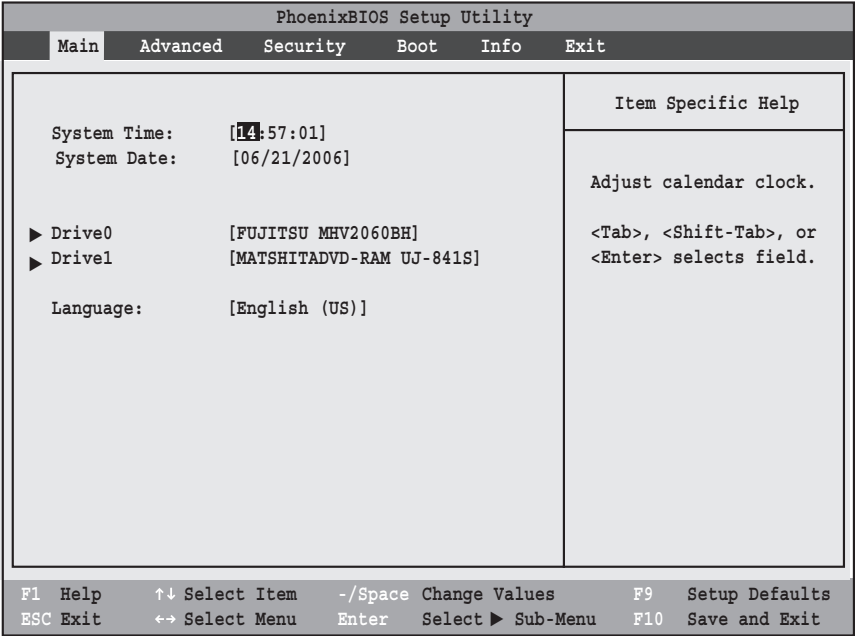 PhoenixBIOS Setup Utility
Main Advanced Security Boot Info Exit
System Time: [14:57:01]
System Date: [06/21/2006]
▶ Drive0 [FUJITSU MHV2060BH]
▶ Drive1 [MATSHITADVD-RAM UJ-841S]
Language: [English (US)]
Item Specific Help
Adjust calendar clock.
<Tab>, <Shift-Tab>, or
<Enter> selects field.
F1 Help ↑↓ Select Item -/Space Change Values F9 Setup Defaults
ESC Exit ←→ Select Menu Enter Select ▶ Sub-Menu F10 Save and Exit